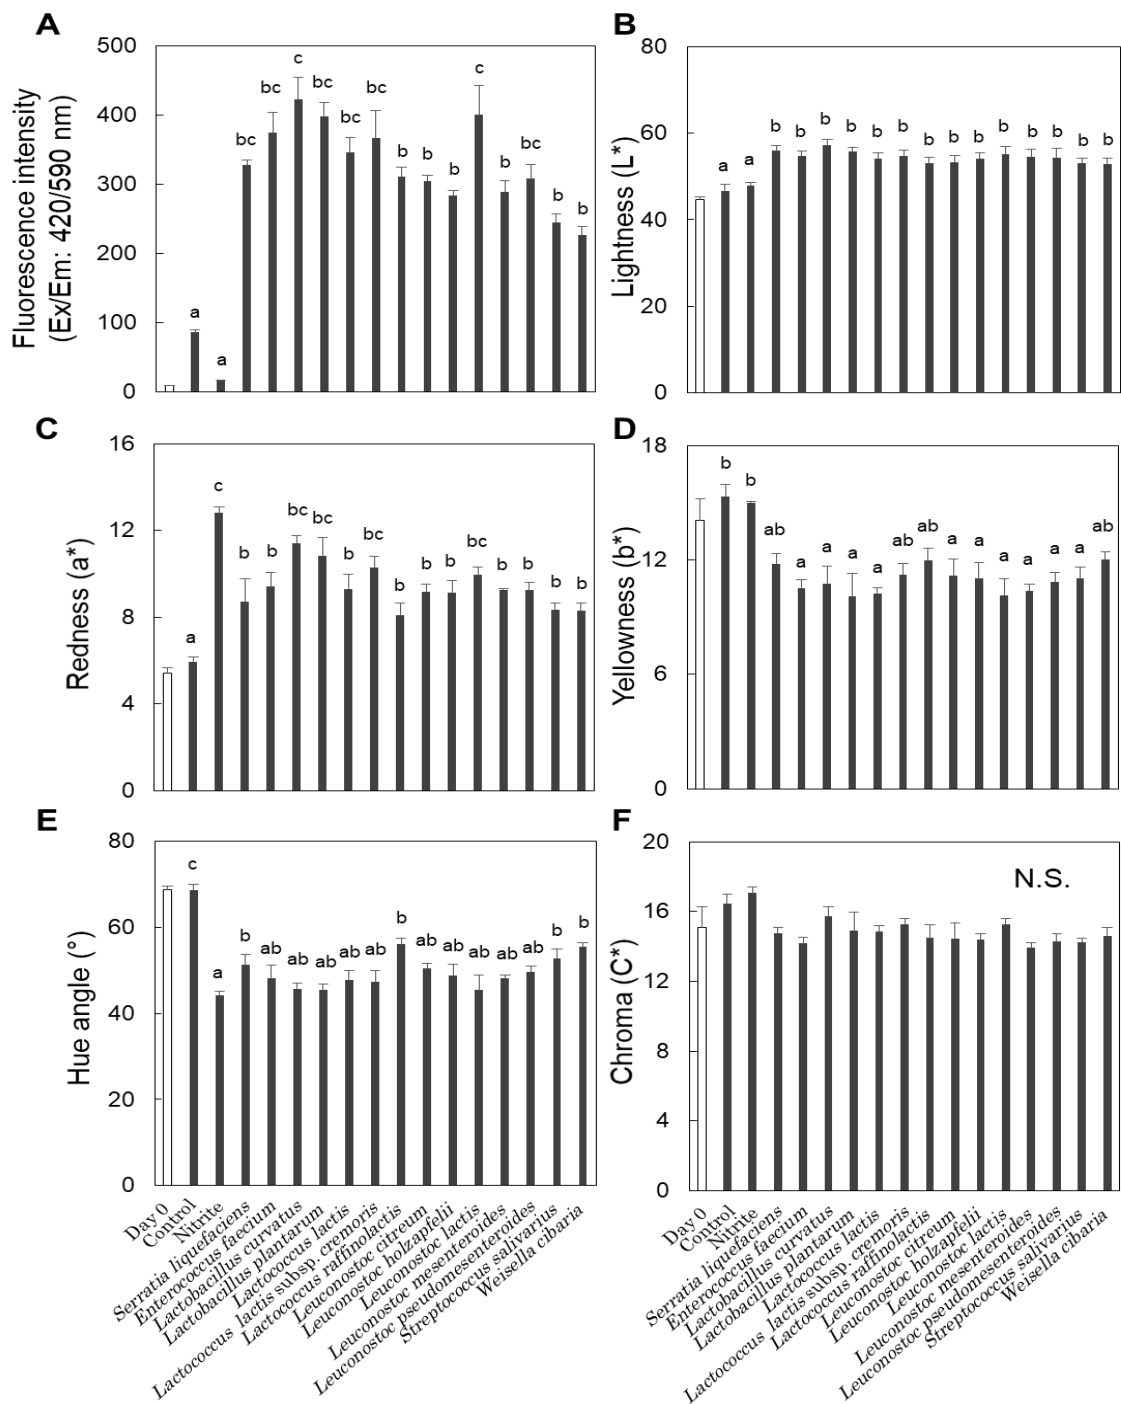 A
Fluorescence intensity
(Ex/Em: 420/590 nm)
500
400
300
200
100
0
a
a
bc
bc
c
bc
bc
bc
b
b
b
c
b
bc
b
b
B
Lightness (L*)
80
60
40
20
0
a
a
b
b
b
b
b
b
b
b
b
b
b
b
b
b
C
Redness (a*)
16
12
8
4
0
a
c
b
b
bc
bc
b
bc
b
b
b
bc
b
b
b
b
D
Yellowness (b*)
18
12
6
0
b
b
ab
a
a
a
a
ab
ab
a
a
a
a
a
a
ab
E
Hue angle (°)
80
60
40
20
0
c
a
b
ab
ab
ab
ab
ab
b
ab
ab
ab
ab
ab
b
b
Day 0
Control
Nitrite
Serratia liquefaciens
Enterococcus faecium
Lactobacillus curvatus
Lactobacillus plantarum
Lactococcus lactis
Lactococcus lactis subsp. cremoris
Lactococcus raffinolactis
Leuconostoc citreum
Leuconostoc holzapfelii
Leuconostoc lactis
Leuconostoc mesenteroides
Leuconostoc pseudomesenteroides
Streptococcus salivarius
Weisella cibaria
F
Chroma (C*)
20
16
12
8
4
0
N.S.
Day 0
Control
Nitrite
Serratia liquefaciens
Enterococcus faecium
Lactobacillus curvatus
Lactobacillus plantarum
Lactococcus lactis
Lactococcus lactis subsp. cremoris
Lactococcus raffinolactis
Leuconostoc citreum
Leuconostoc holzapfelii
Leuconostoc lactis
Leuconostoc mesenteroides
Leuconostoc pseudomesenteroides
Streptococcus salivarius
Weisella cibaria